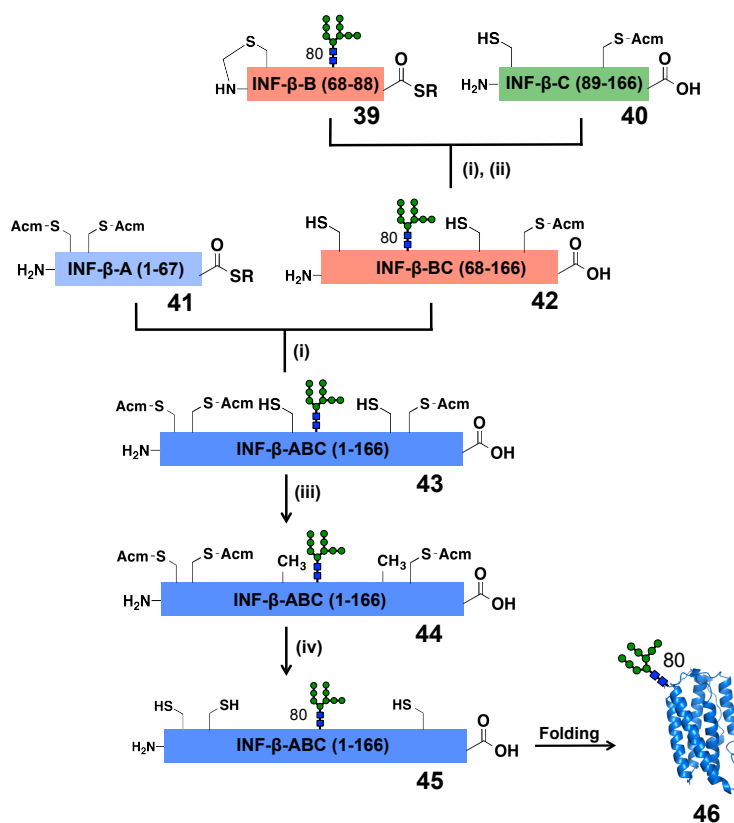 S
HN
80
INF-β-B (68-88)
O
SR
39
HS
S-Acm
H₂N
INF-β-C (89-166)
O
OH
40
(i), (ii)
Acm-S
S-Acm
H₂N
INF-β-A (1-67)
O
SR
41
HS
80
HS
S-Acm
H₂N
INF-β-BC (68-166)
O
OH
42
(i)
Acm-S
S-Acm
HS
HS
S-Acm
H₂N
INF-β-ABC (1-166)
O
OH
43
(iii)
Acm-S
S-Acm
CH₃
CH₃
S-Acm
H₂N
INF-β-ABC (1-166)
O
OH
44
(iv)
HS
SH
80
HS
H₂N
INF-β-ABC (1-166)
O
OH
45
Folding
80
46